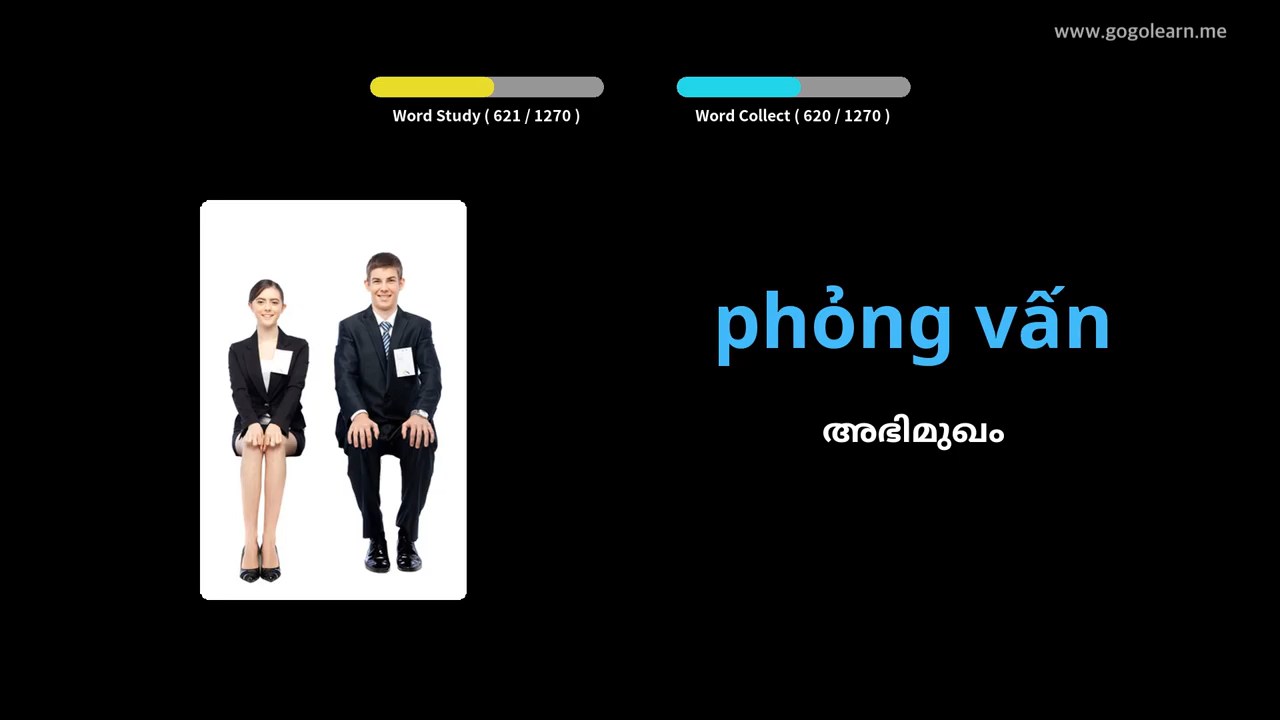 www.gogolearn.me
Word Study ( 621 / 1270 )
Word Collect ( 620 / 1270 )
phỏng vấn
അഭിമുഖം